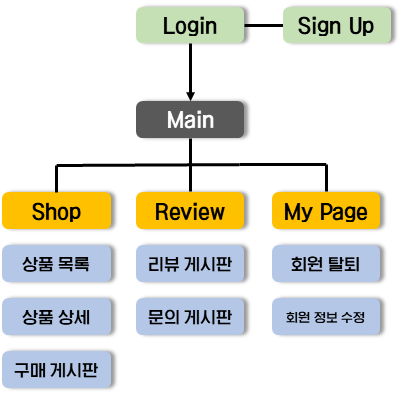 Login
Sign Up
Main
Shop
Review
My Page
상품 목록
리뷰 게시판
회원 탈퇴
상품 상세
문의 게시판
회원 정보 수정
구매 게시판